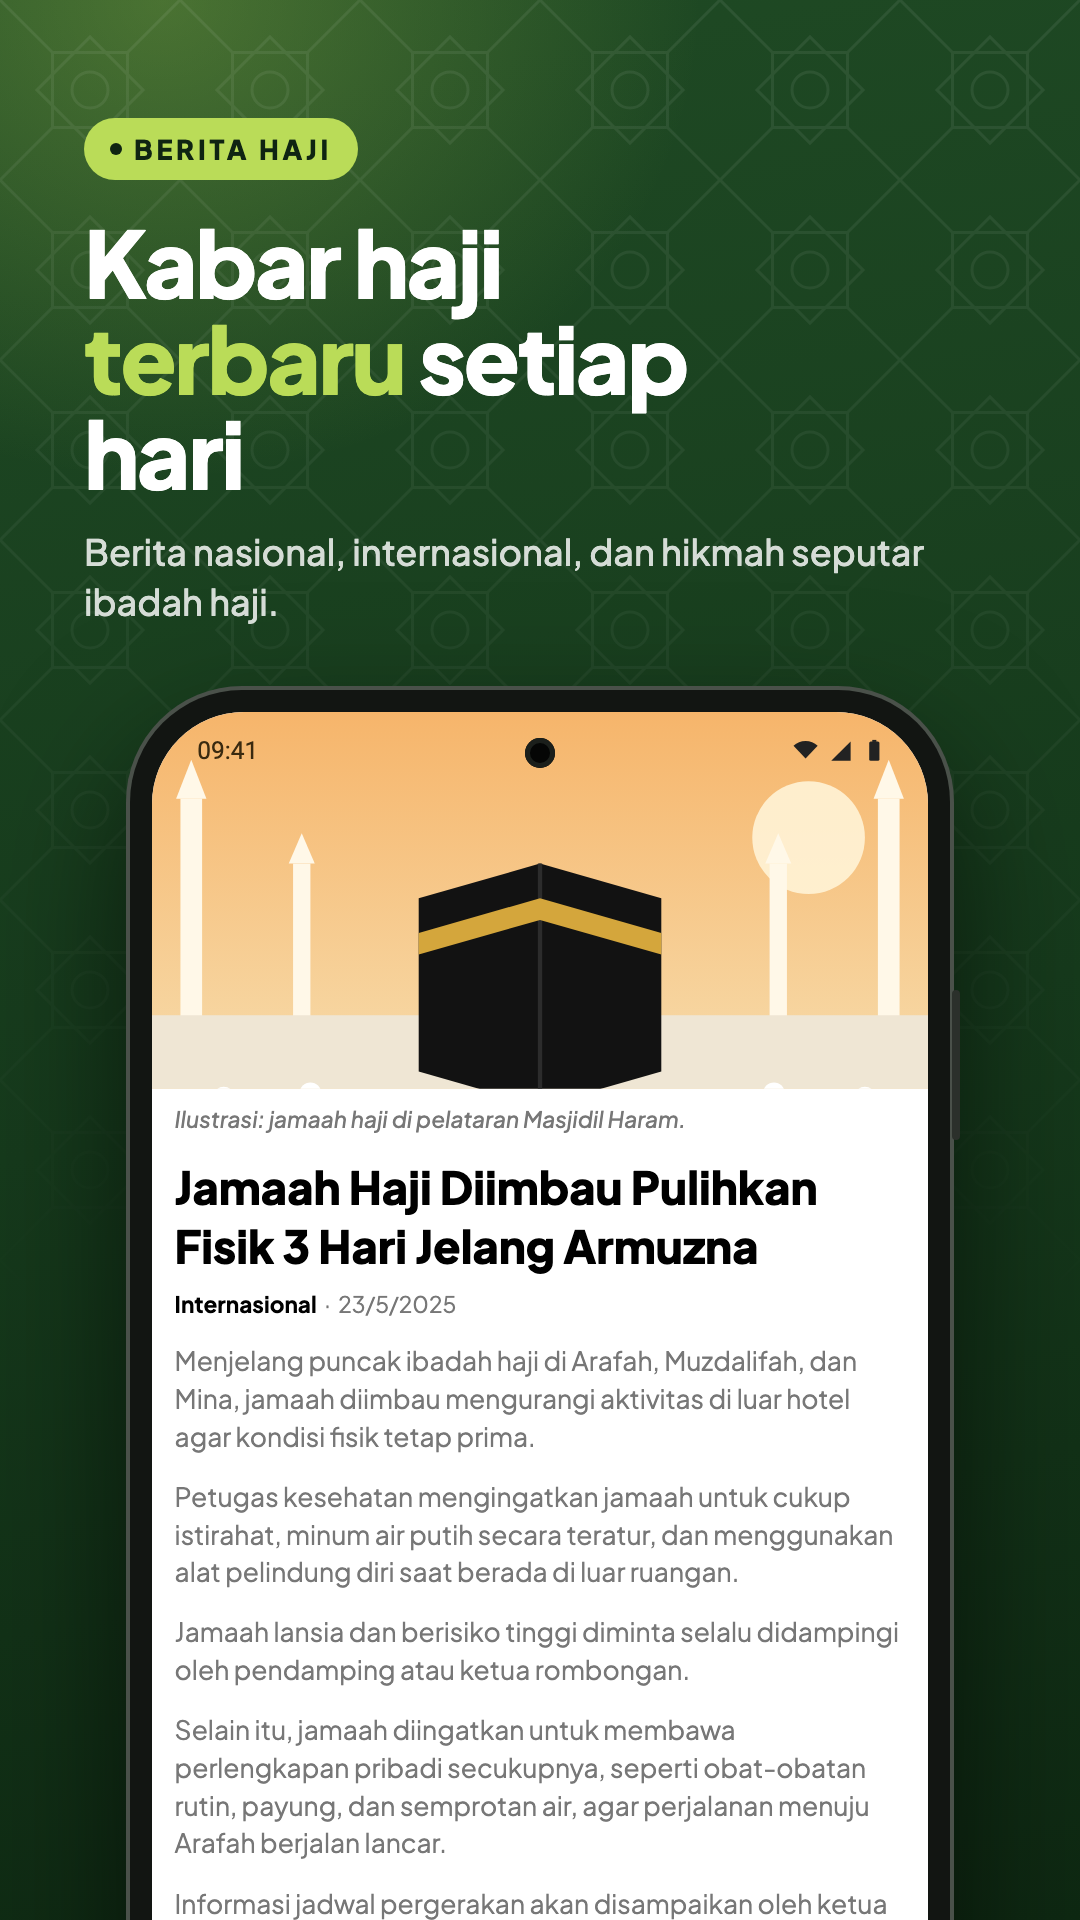 BERITA HAJI
Kabar haji
terbaru setiap
hari
Berita nasional, internasional, dan hikmah seputar
ibadah haji.
09:41
Ilustrasi: jamaah haji di pelataran Masjidil Haram.
Jamaah Haji Diimbau Pulihkan
Fisik 3 Hari Jelang Armuzna
Internasional · 23/5/2025
Menjelang puncak ibadah haji di Arafah, Muzdalifah, dan
Mina, jamaah diimbau mengurangi aktivitas di luar hotel
agar kondisi fisik tetap prima.
Petugas kesehatan mengingatkan jamaah untuk cukup
istirahat, minum air putih secara teratur, dan menggunakan
alat pelindung diri saat berada di luar ruangan.
Jamaah lansia dan berisiko tinggi diminta selalu didampingi
oleh pendamping atau ketua rombongan.
Selain itu, jamaah diingatkan untuk membawa
perlengkapan pribadi secukupnya, seperti obat-obatan
rutin, payung, dan semprotan air, agar perjalanan menuju
Arafah berjalan lancar.
Informasi jadwal pergerakan akan disampaikan oleh ketua